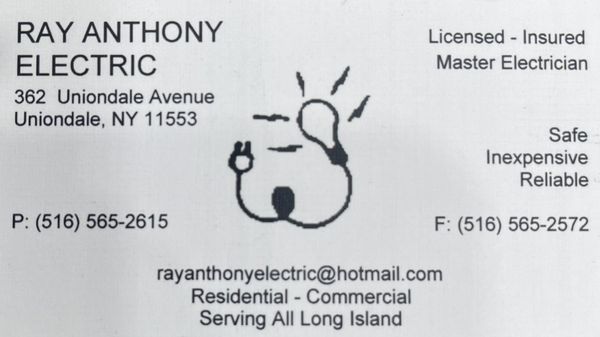 RAY ANTHONY
ELECTRIC
362 Uniondale Avenue
Uniondale, NY 11553
Licensed - Insured
Master Electrician
Safe
Inexpensive
Reliable
P: (516) 565-2615
F: (516) 565-2572
rayanthonyelectric@hotmail.com
Residential - Commercial
Serving All Long Island